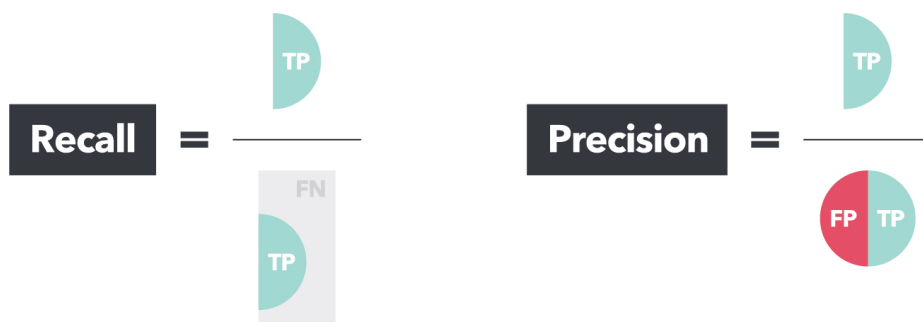 TP
Recall =
FN
TP
TP
Precision =
FP TP